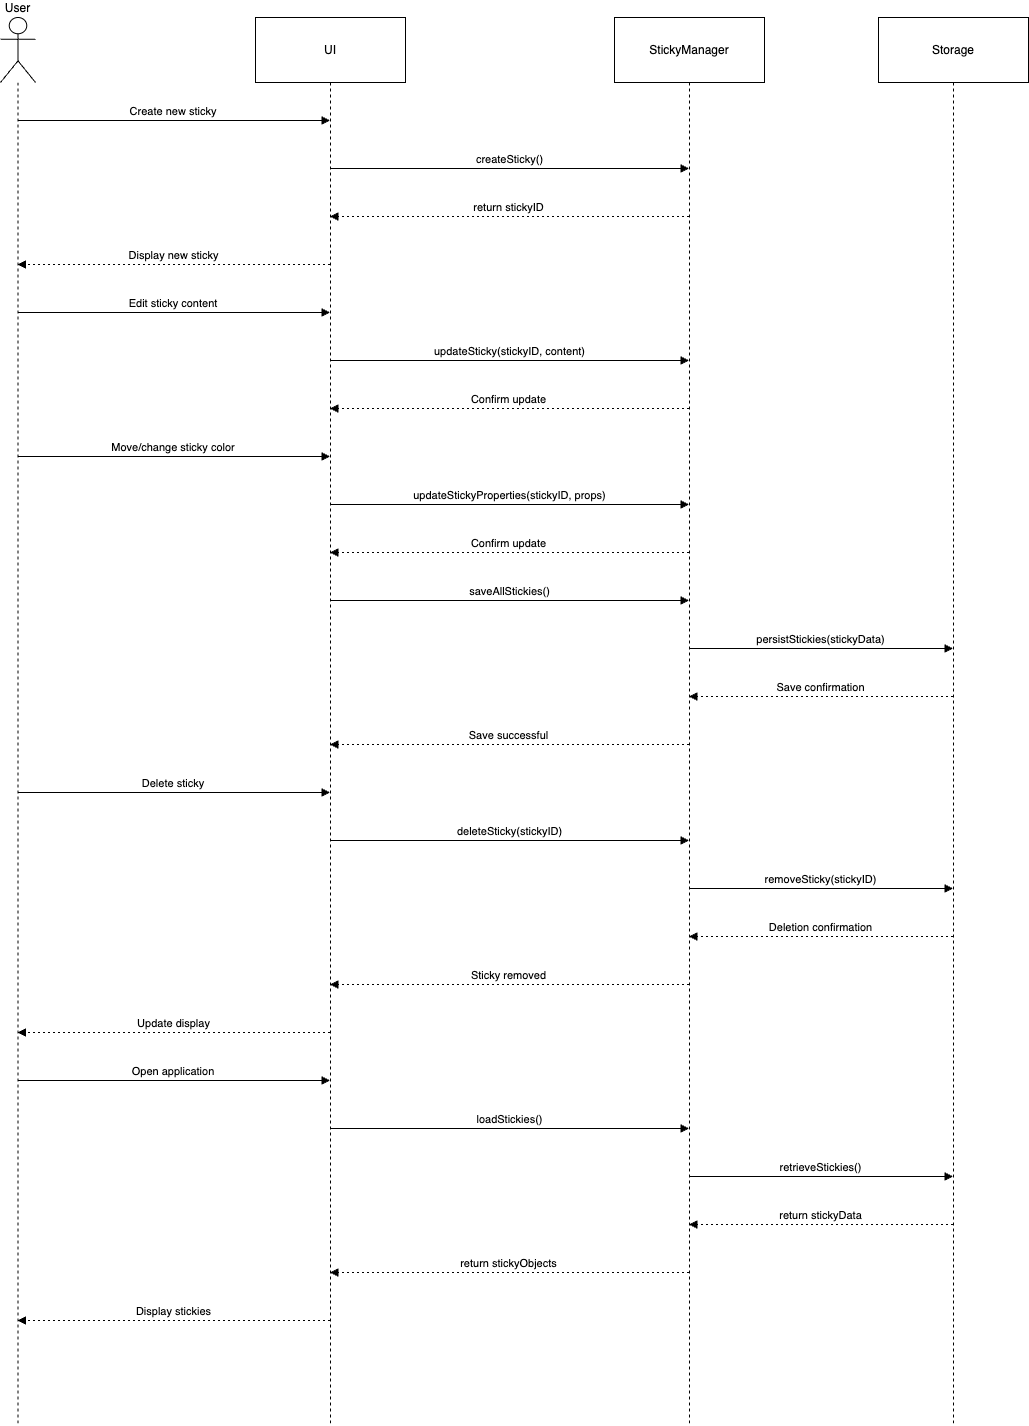 User
UI
StickyManager
Storage
Create new sticky
createSticky()
return stickyID
Display new sticky
Edit sticky content
updateSticky(stickyID, content)
Confirm update
Move/change sticky color
updateStickyProperties(stickyID, props)
Confirm update
saveAllStickies()
persistStickies(stickyData)
Save confirmation
Save successful
Delete sticky
deleteSticky(stickyID)
removeSticky(stickyID)
Deletion confirmation
Sticky removed
Update display
Open application
loadStickies()
retrieveStickies()
return stickyData
return stickyObjects
Display stickies